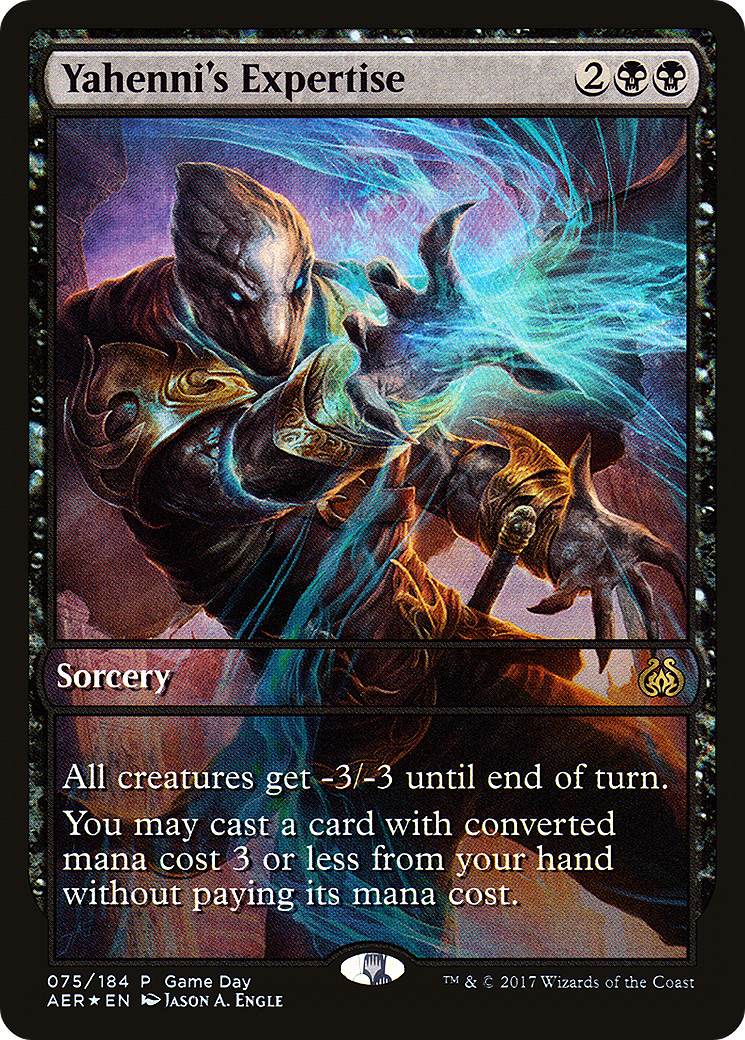 Yahenni's Expertise 2
Sorcery
All creatures get -3/-3 until end of turn.
You may cast a card with converted
mana cost 3 or less from your hand
without paying its mana cost.
075/184 P Game Day
™ & © 2017 Wizards of the Coast
AER★EN Jason A. Engle